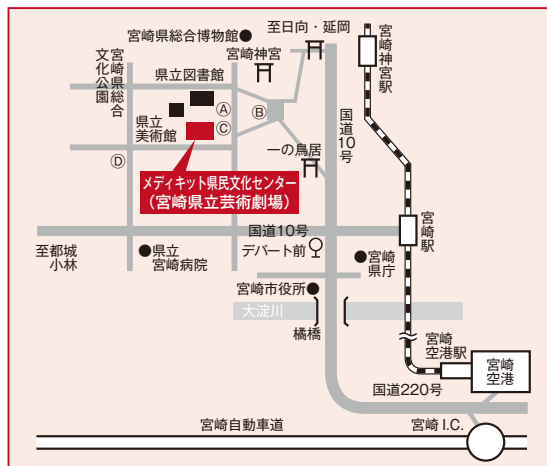 至日向・延岡
宮崎県総合博物館
宮崎神宮
宮崎
神宮駅
県立図書館
宮崎県総合
文化公園
Ⓐ
Ⓑ
県立
美術館
Ⓒ
国道10号
一の鳥居
Ⓓ
メディキット県民文化センター
(宮崎県立芸術劇場)
国道10号
宮崎駅
至都城
小林
県立
宮崎病院
デパート前
宮崎
県庁
宮崎市役所
大淀川
橘橋
宮崎
空港駅
宮崎
空港
国道220号
宮崎自動車道
宮崎 I.C.